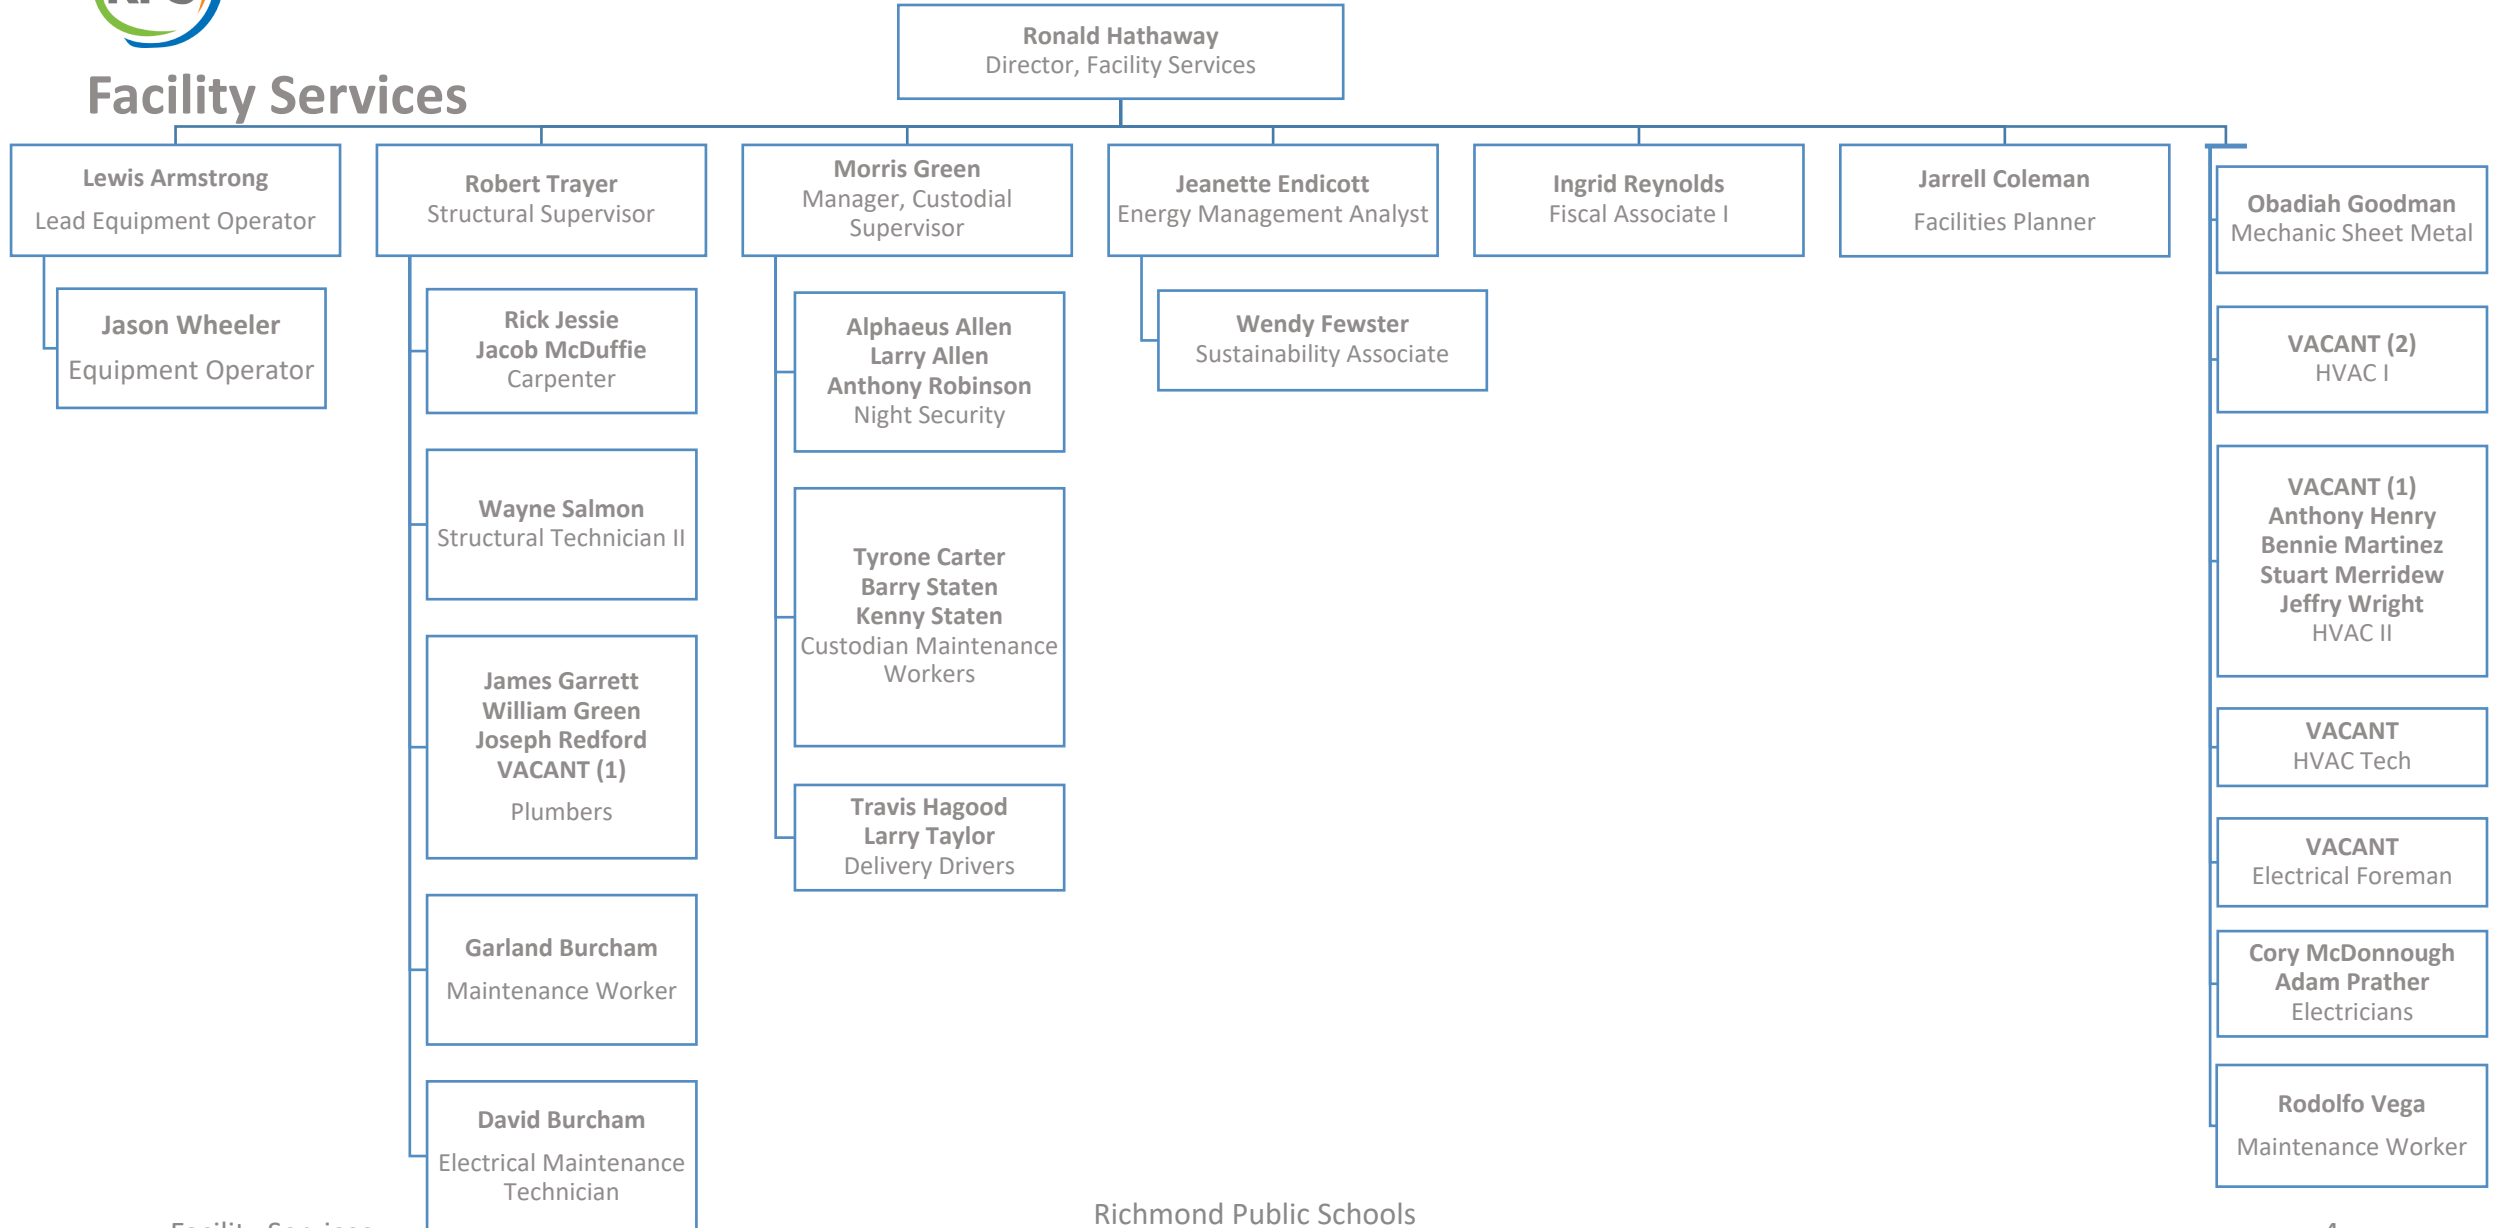 Facility Services
Ronald Hathaway
Director, Facility Services
Lewis Armstrong
Lead Equipment Operator
Jason Wheeler
Equipment Operator
Robert Trayer
Structural Supervisor
Rick Jessie
Jacob McDuffie
Carpenter
Wayne Salmon
Structural Technician II
James Garrett
William Green
Joseph Redford
VACANT (1)
Plumbers
Garland Burcham
Maintenance Worker
David Burcham
Electrical Maintenance
Technician
Morris Green
Manager, Custodial
Supervisor
Alphaeus Allen
Larry Allen
Anthony Robinson
Night Security
Tyrone Carter
Barry Staten
Kenny Staten
Custodian Maintenance
Workers
Travis Hagood
Larry Taylor
Delivery Drivers
Jeanette Endicott
Energy Management Analyst
Wendy Fewster
Sustainability Associate
Ingrid Reynolds
Fiscal Associate I
Jarrell Coleman
Facilities Planner
Obadiah Goodman
Mechanic Sheet Metal
VACANT (2)
HVAC I
VACANT (1)
Anthony Henry
Bennie Martinez
Stuart Merridew
Jeffry Wright
HVAC II
VACANT
HVAC Tech
VACANT
Electrical Foreman
Cory McDonnough
Adam Prather
Electricians
Rodolfo Vega
Maintenance Worker
Facility Services
Richmond Public Schools